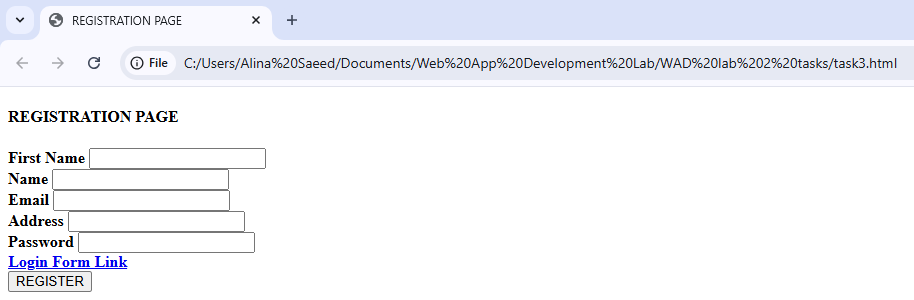 REGISTRATION PAGE
File C:/Users/Alina%20Saeed/Documents/Web%20App%20Development%20Lab/WAD%20lab%202%20tasks/task3.html
REGISTRATION PAGE
First Name
Name
Email
Address
Password
Login Form Link
REGISTER